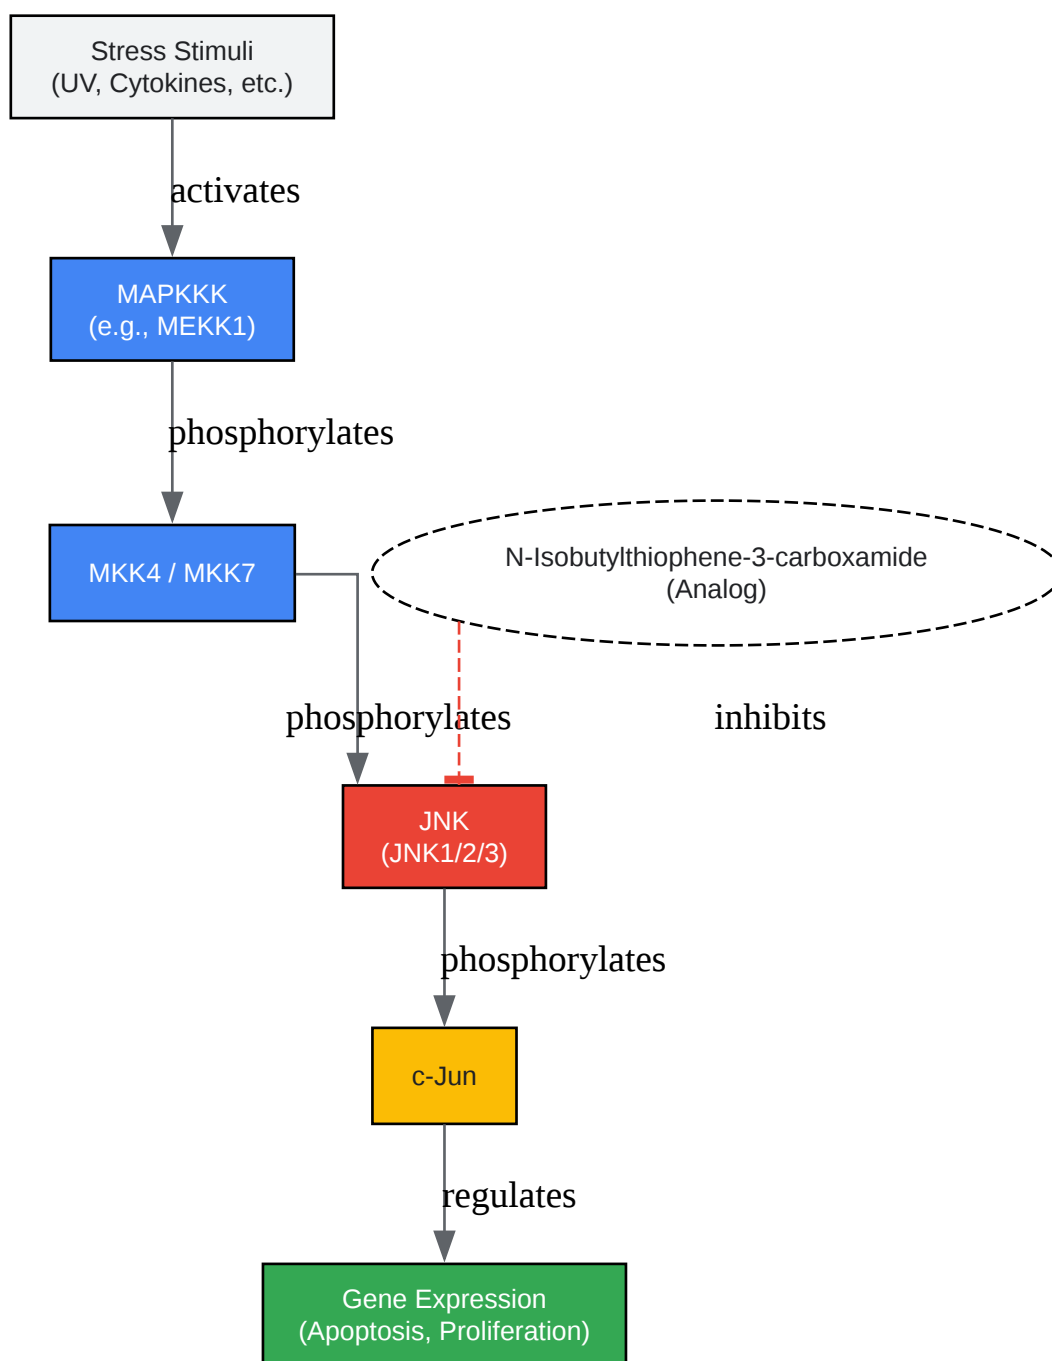 Stress Stimuli
(UV, Cytokines, etc.)
activates
MAPKKK
(e.g., MEKK1)
phosphorylates
MKK4 / MKK7
N-Isobutylthiophene-3-carboxamide
(Analog)
phosphorylates
inhibits
JNK
(JNK1/2/3)
phosphorylates
c-Jun
regulates
Gene Expression
(Apoptosis, Proliferation)